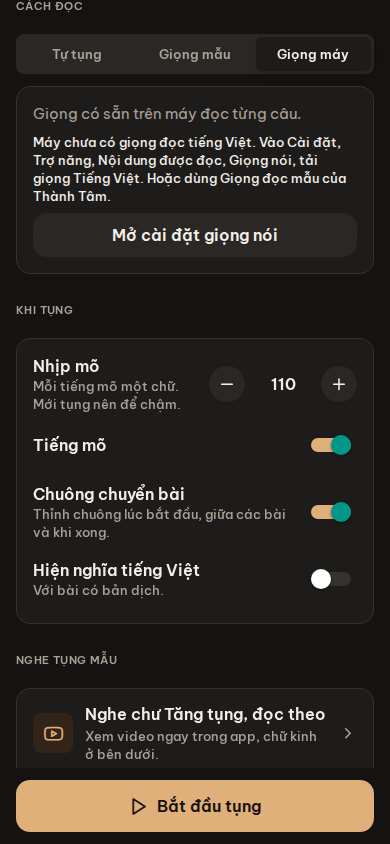 CÁCH ĐỌC
Tự tụng
Giọng mẫu
Giọng máy
Giọng có sẵn trên máy đọc từng câu.
Máy chưa có giọng đọc tiếng Việt. Vào Cài đặt,
Trợ năng, Nội dung được đọc, Giọng nói, tải
giọng Tiếng Việt. Hoặc dùng Giọng đọc mẫu của
Thành Tâm.
Mở cài đặt giọng nói
KHI TỤNG
Nhịp mõ
Mỗi tiếng mõ một chữ.
Mới tụng nên để chậm.
110
Tiếng mõ
Chuông chuyển bài
Thỉnh chuông lúc bắt đầu, giữa các bài
và khi xong.
Hiện nghĩa tiếng Việt
Với bài có bản dịch.
NGHE TỤNG MẪU
Nghe chư Tăng tụng, đọc theo
Xem video ngay trong app, chữ kinh
ở bên dưới.
Bắt đầu tụng